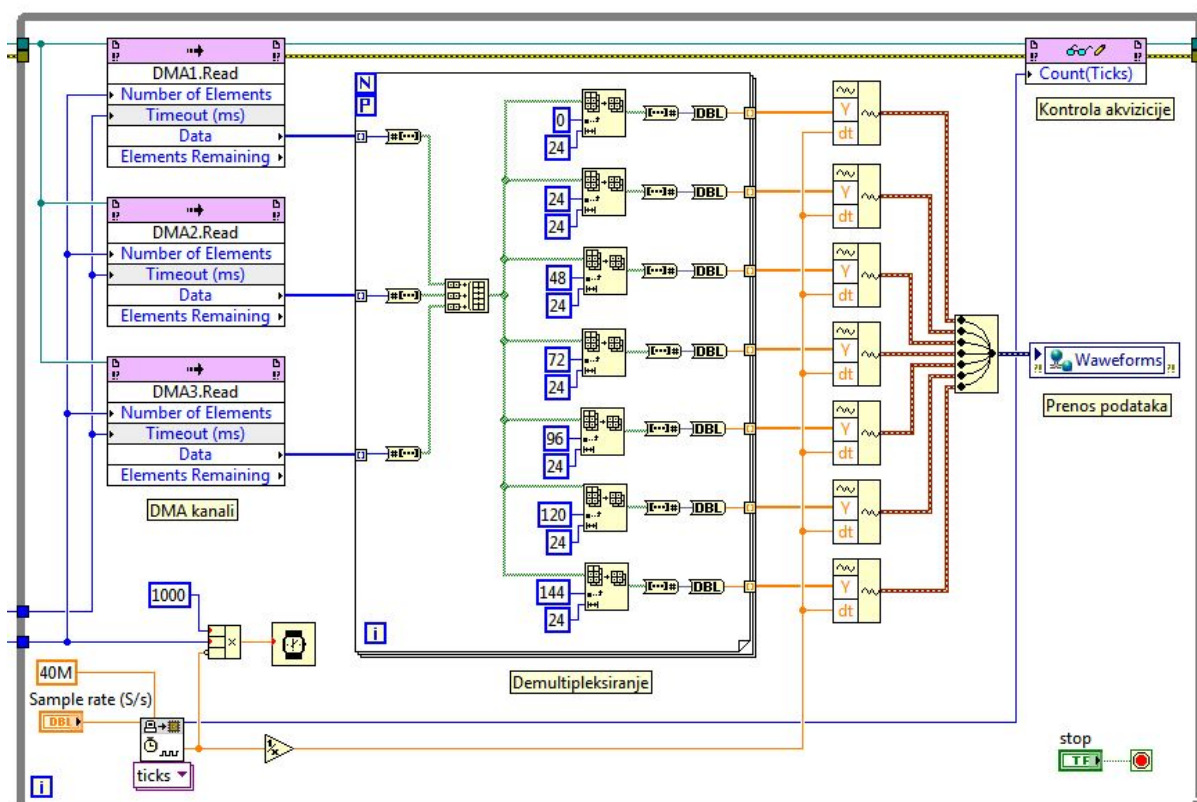 DMA1.Read
Number of Elements
Timeout (ms)
Data
Elements Remaining
DMA2.Read
Number of Elements
Timeout (ms)
Data
Elements Remaining
DMA3.Read
Number of Elements
Timeout (ms)
Data
Elements Remaining
DMA kanali
N
P
#[···]
#[···]
#[···]
0
24
[···]#
DBL
24
24
[···]#
DBL
48
24
[···]#
DBL
72
24
[···]#
DBL
96
24
[···]#
DBL
120
24
[···]#
DBL
144
24
[···]#
DBL
i
Demultipleksiranje
Y
dt
Y
dt
Y
dt
Y
dt
Y
dt
Y
dt
Y
dt
Count(Ticks)
Kontrola akvizicije
Waweforms
Prenos podataka
1000
x
40M
Sample rate (S/s)
DBL
ticks
1/x
stop
TF
i